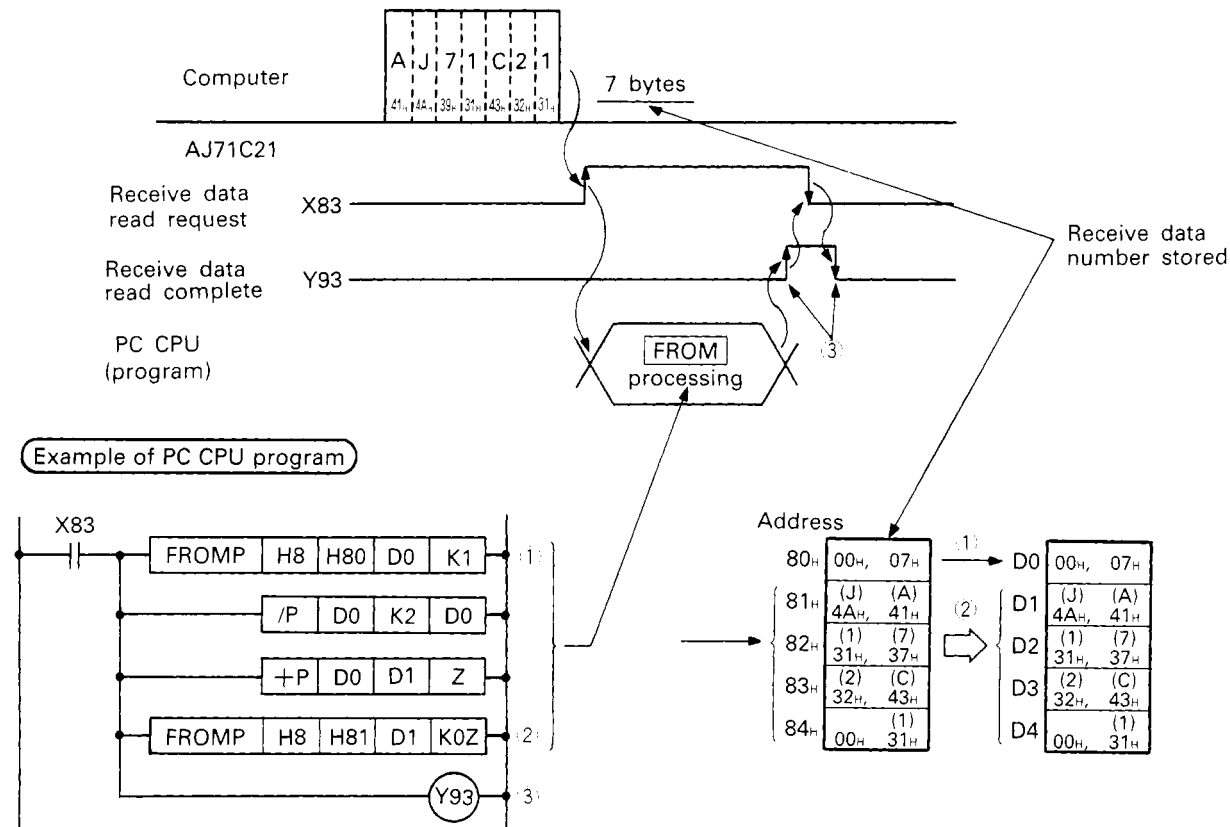 A J 7 1 C 2 1
Computer
7 bytes
41H 4AH 39H 31H 43H 32H 31H
AJ71C21
Receive data
read request
X83
Receive data
number stored
Receive data
read complete
Y93
(3)
PC CPU
(program)
FROM
processing
Example of PC CPU program
X83
FROMP H8 H80 D0 K1 (1)
/P D0 K2 D0
+P D0 D1 Z
FROMP H8 H81 D1 K0Z (2)
Y93 (3)
Address
80H 00H, 07H (1) D0 00H, 07H
81H (J) 4AH, (A) 41H (2) D1 (J) 4AH, (A) 41H
82H (1) 31H, (7) 37H D2 (1) 31H, (7) 37H
83H (2) 32H, (C) 43H D3 (2) 32H, (C) 43H
84H 00H, (1) 31H D4 00H, (1) 31H